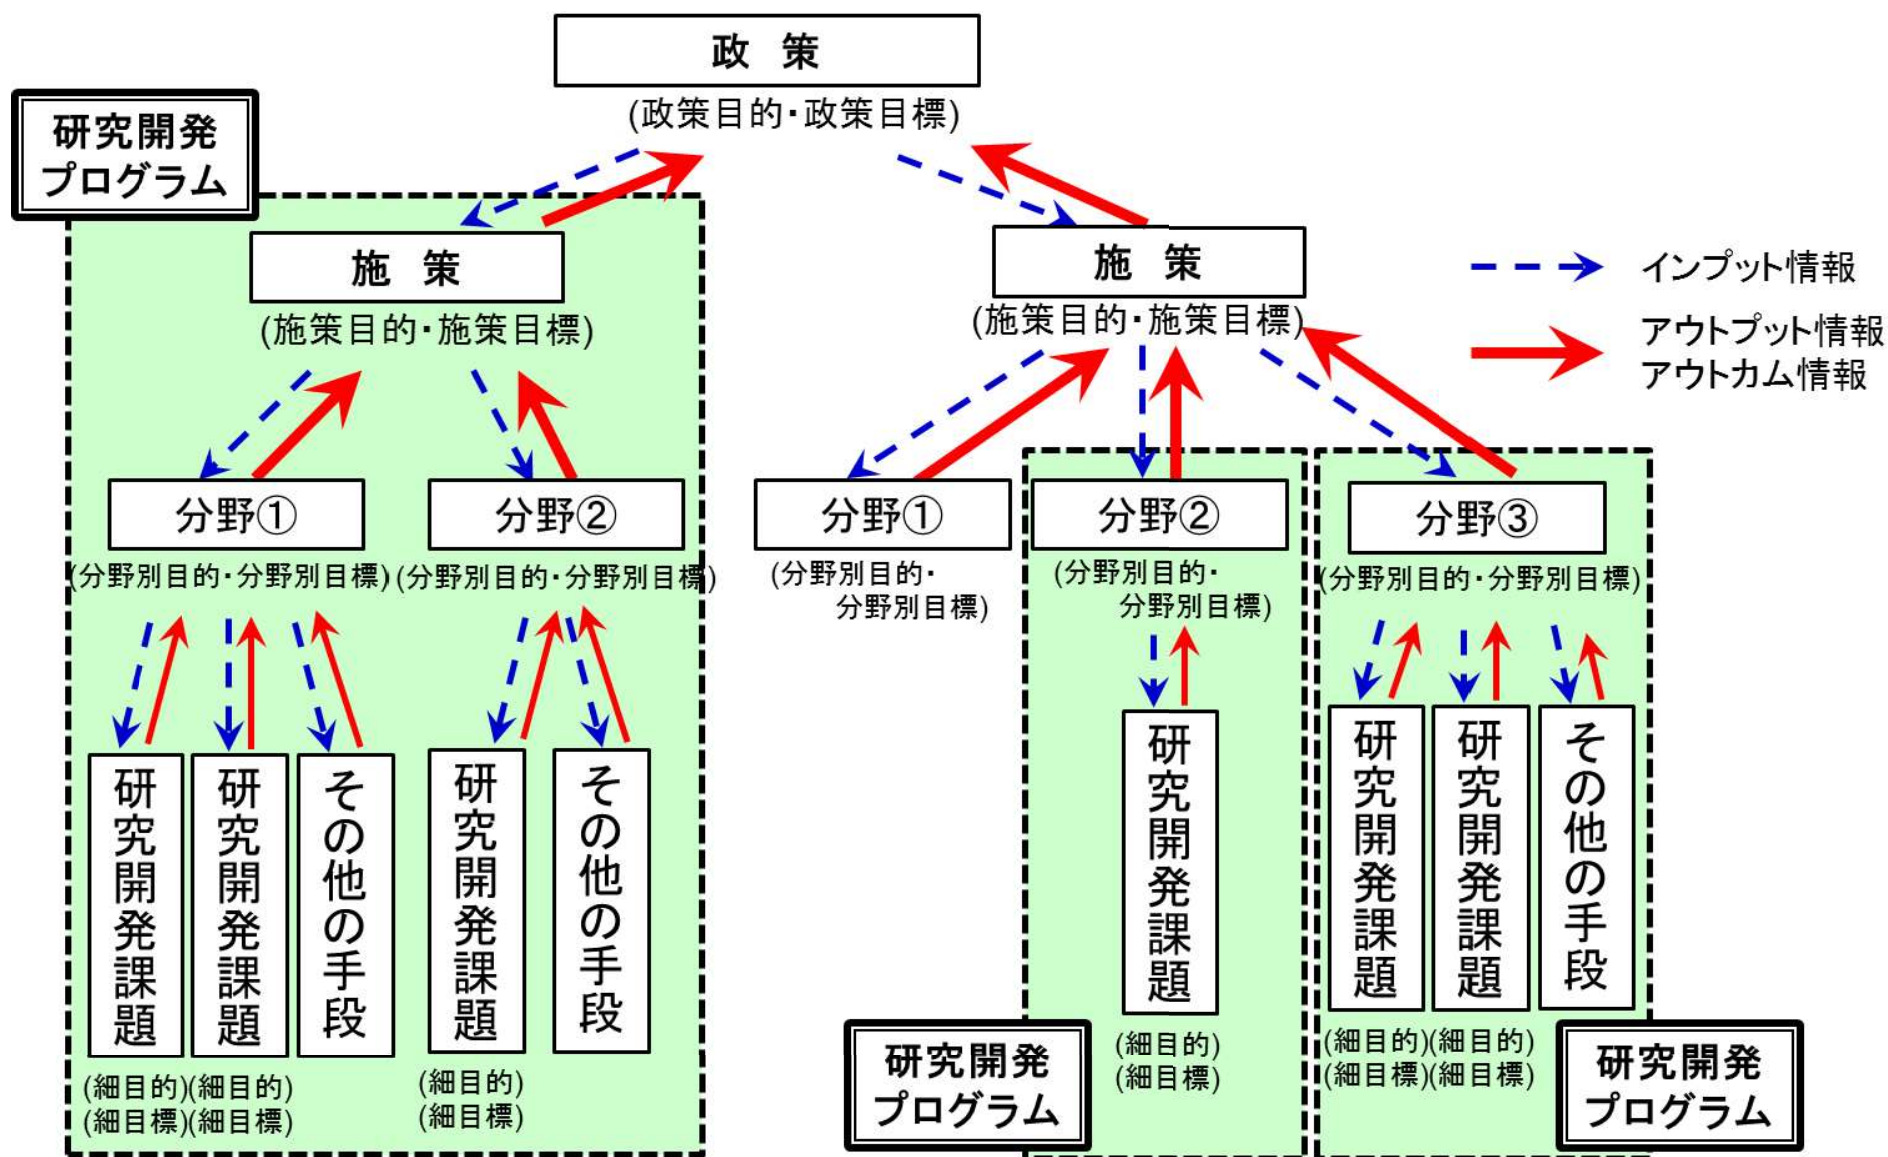 政　策
(政策目的・政策目標)
研究開発
プログラム
施　策
(施策目的・施策目標)
施　策
(施策目的・施策目標)
インプット情報
アウトプット情報
アウトカム情報
分野①
(分野別目的・分野別目標)
分野②
(分野別目的・分野別目標)
分野①
(分野別目的・
分野別目標)
分野②
(分野別目的・
分野別目標)
分野③
(分野別目的・分野別目標)
研究開発課題
研究開発課題
その他の手段
研究開発課題
その他の手段
研究開発課題
研究開発課題
研究開発課題
その他の手段
(細目的)(細目的)
(細目標)(細目標)
(細目的)
(細目標)
研究開発
プログラム
(細目的)
(細目標)
(細目的)(細目的)
(細目標)(細目標)
研究開発
プログラム